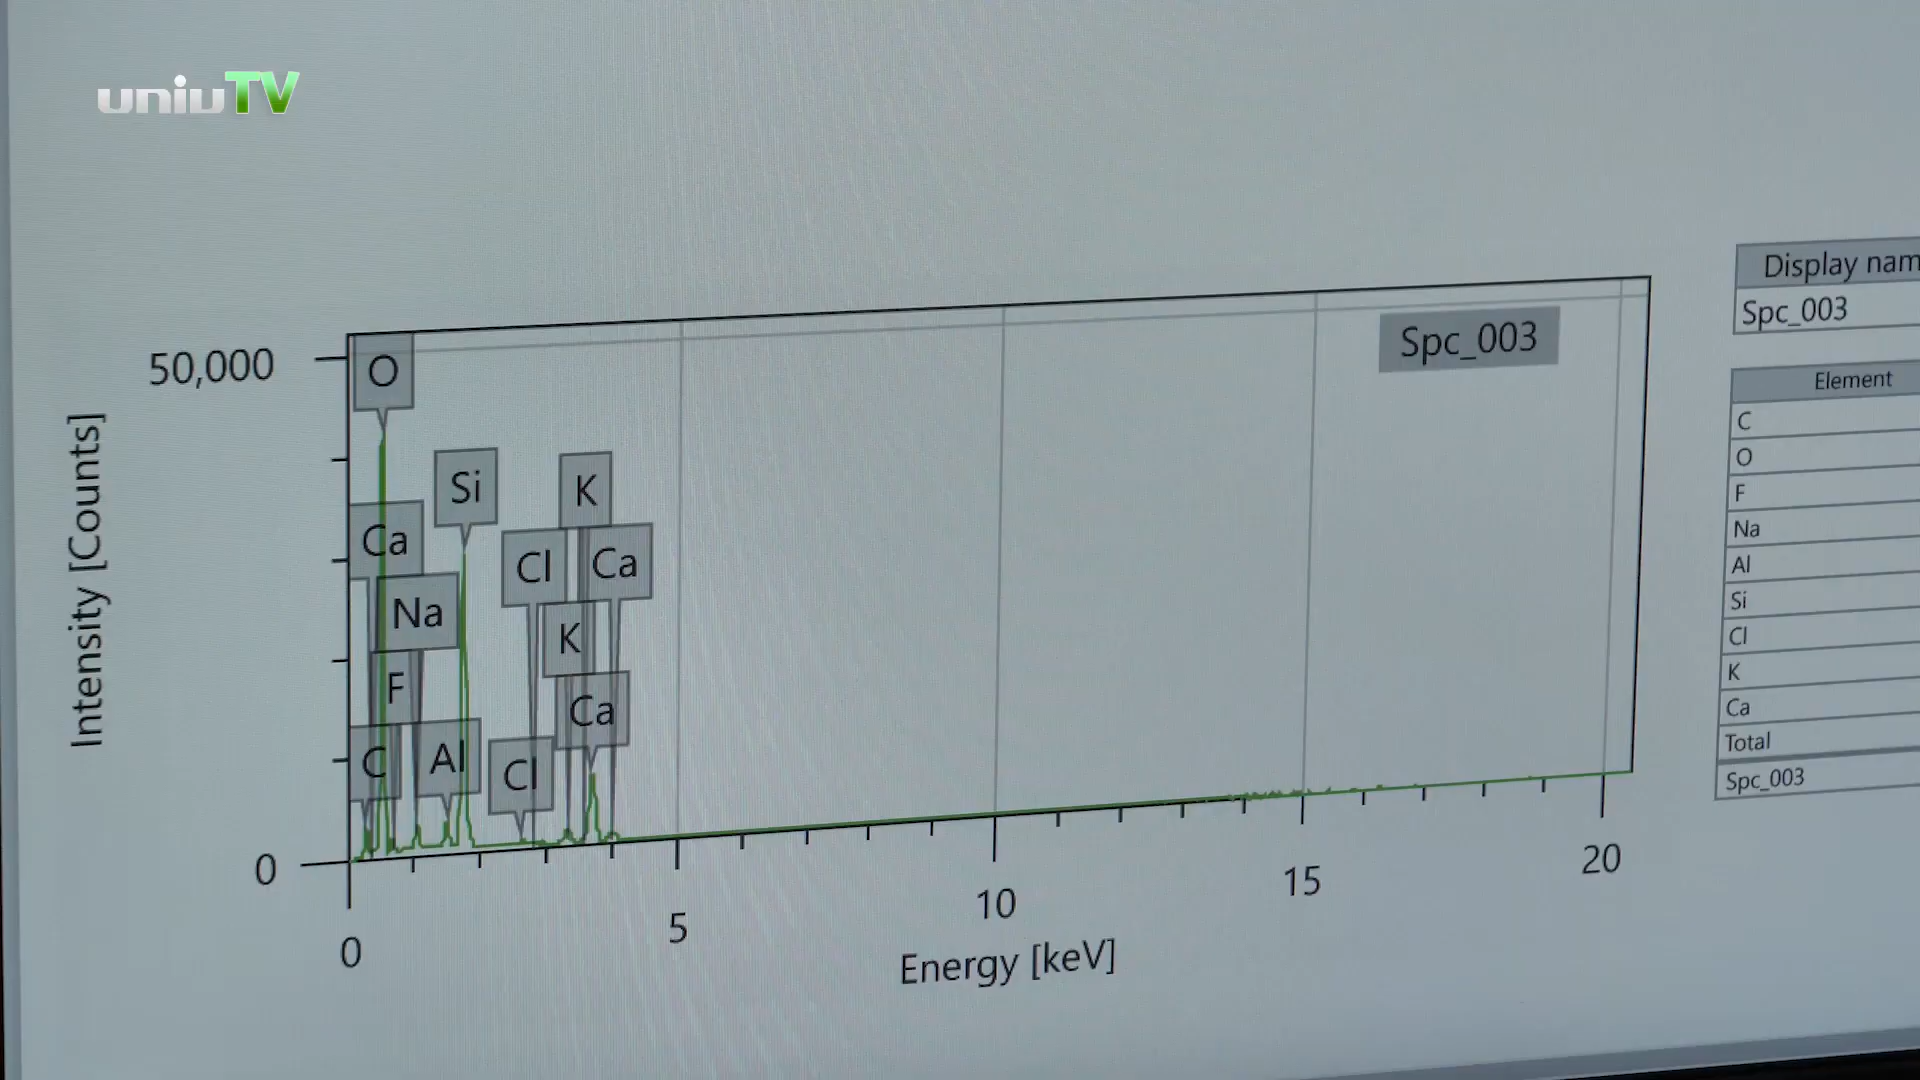 uniuTV
50,000
0
Intensity [Counts]
O
Si
K
Ca
Cl
Ca
Na
K
F
Ca
C
Al
Cl
Spc_003
0
5
10
15
20
Energy [keV]
Display nam
Spc_003
Element
C
O
F
Na
Al
Si
Cl
K
Ca
Total
Spc_003